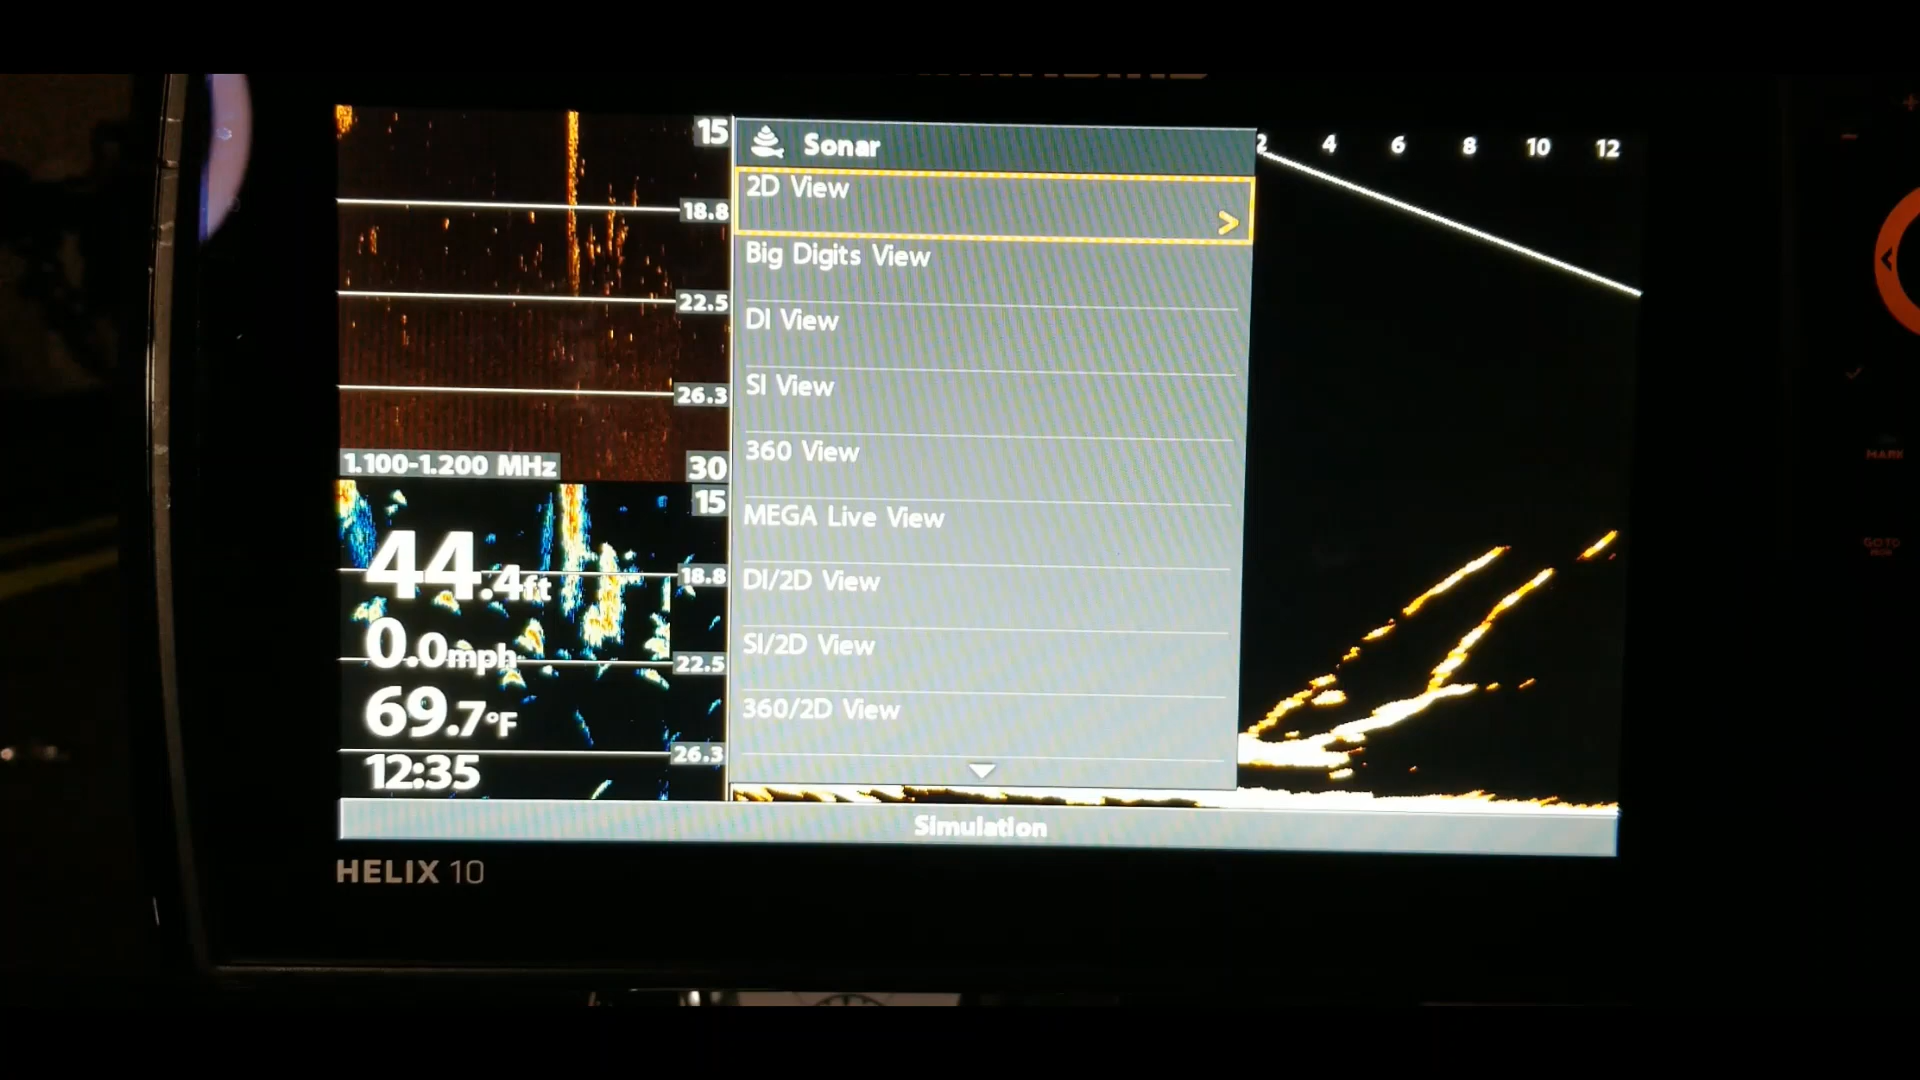 15
Sonar
2 4 6 8 10 12
2D View
>
18.8
Big Digits View
22.5
DI View
SI View
26.3
360 View
1.100-1.200 MHz
30
15
MEGA Live View
44.4ft
18.8
DI/2D View
0.0mph
22.5
SI/2D View
69.7°F
360/2D View
26.3
12:35
Simulation
HELIX 10
MARK
GO TO